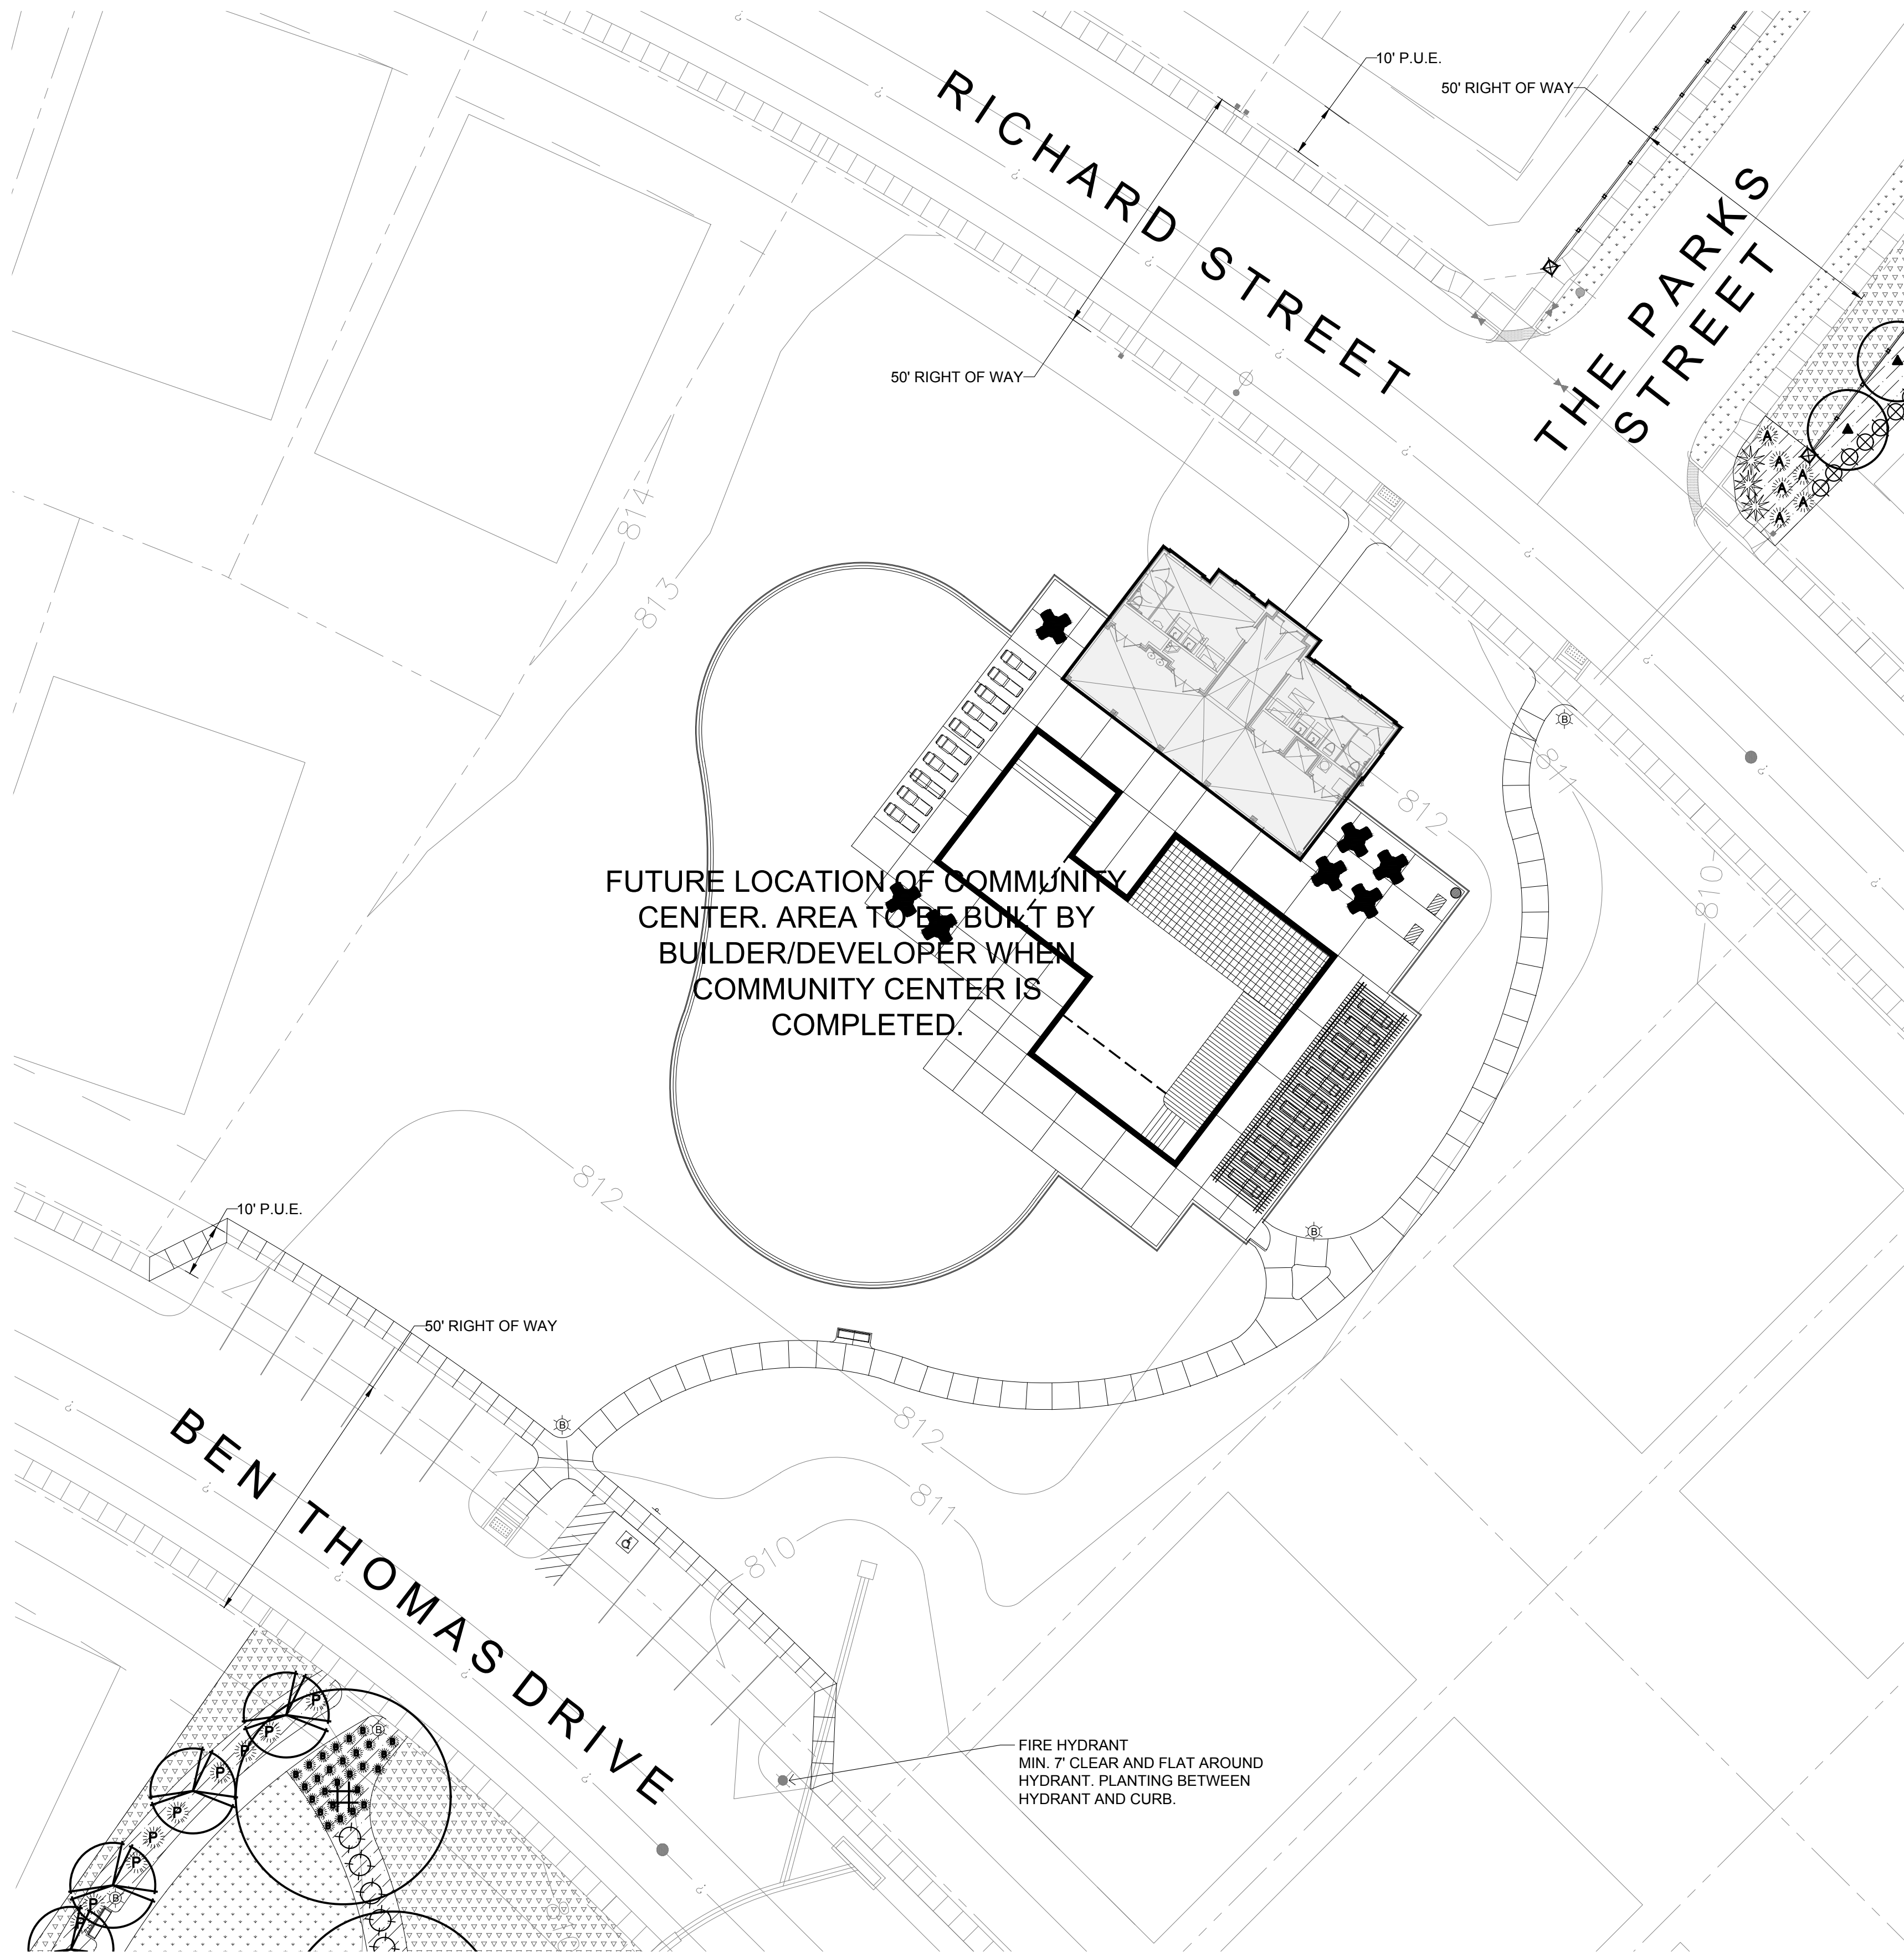 10' P.U.E.
50' RIGHT OF WAY
RICHARD STREET
THE PARKS
STREET
50' RIGHT OF WAY
814
813
811
812
810
FUTURE LOCATION OF COMMUNITY
CENTER. AREA TO BE BUILT BY
BUILDER/DEVELOPER WHEN
COMMUNITY CENTER IS
COMPLETED.
A
A
A
A
A
A
B
B
812
10' P.U.E.
50' RIGHT OF WAY
B
812
811
810
BEN THOMAS DRIVE
FIRE HYDRANT
MIN. 7' CLEAR AND FLAT AROUND
HYDRANT. PLANTING BETWEEN
HYDRANT AND CURB.
P
P
P
P
P
P
P
P
P
B
B